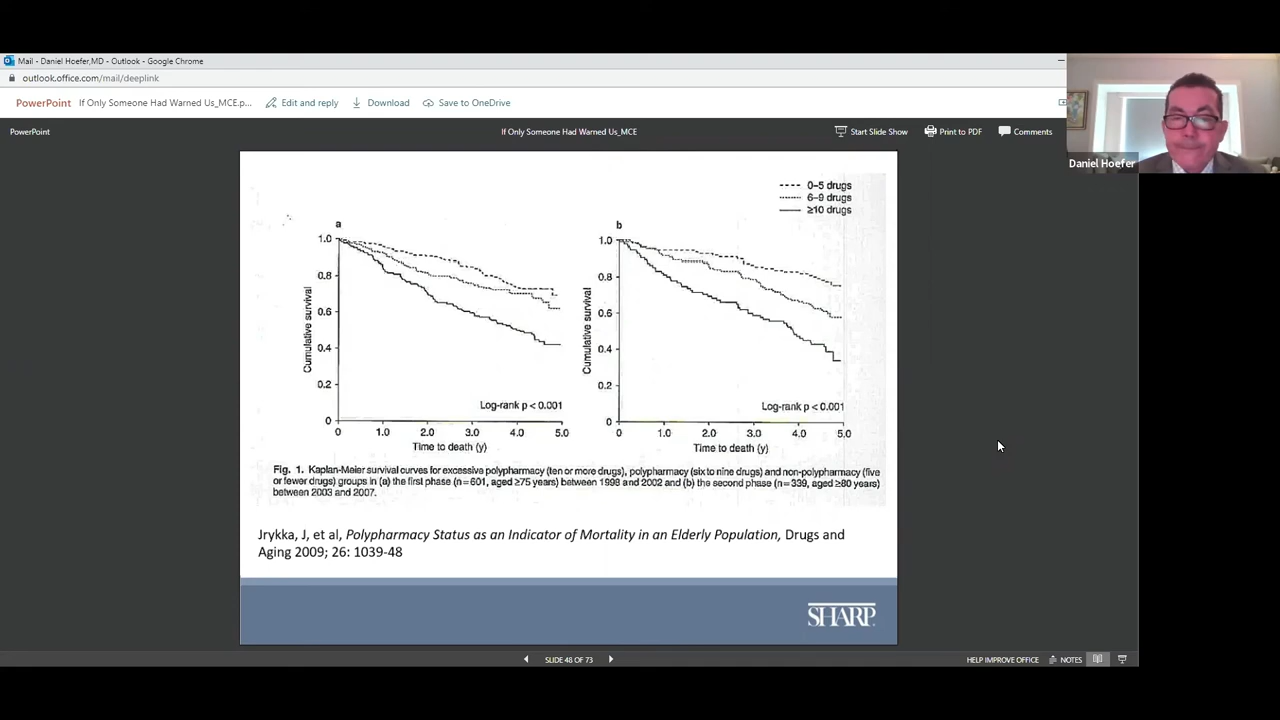 Mail - Daniel Hoefer,MD - Outlook - Google Chrome
outlook.office.com/mail/deeplink
PowerPoint
If Only Someone Had Warned Us_MCE.p...
Edit and reply
Download
Save to OneDrive
Daniel Hoefer
PowerPoint
If Only Someone Had Warned Us_MCE
Start Slide Show
Print to PDF
Comments
0–5 drugs
6–9 drugs
≥10 drugs
a
1.0
0.8
0.6
0.4
0.2
0
Cumulative survival
Log-rank p < 0.001
0 1.0 2.0 3.0 4.0 5.0
Time to death (y)
b
1.0
0.8
0.6
0.4
0.2
0
Cumulative survival
Log-rank p < 0.001
0 1.0 2.0 3.0 4.0 5.0
Time to death (y)
Fig. 1. Kaplan-Meier survival curves for excessive polypharmacy (ten or more drugs), polypharmacy (six to nine drugs) and non-polypharmacy (five
or fewer drugs) groups in (a) the first phase (n=601, aged ≥75 years) between 1998 and 2002 and (b) the second phase (n=339, aged ≥80 years)
between 2003 and 2007.
Jrykka, J, et al, Polypharmacy Status as an Indicator of Mortality in an Elderly Population, Drugs and
Aging 2009; 26: 1039-48
SHARP
SLIDE 48 OF 73
HELP IMPROVE OFFICE
NOTES